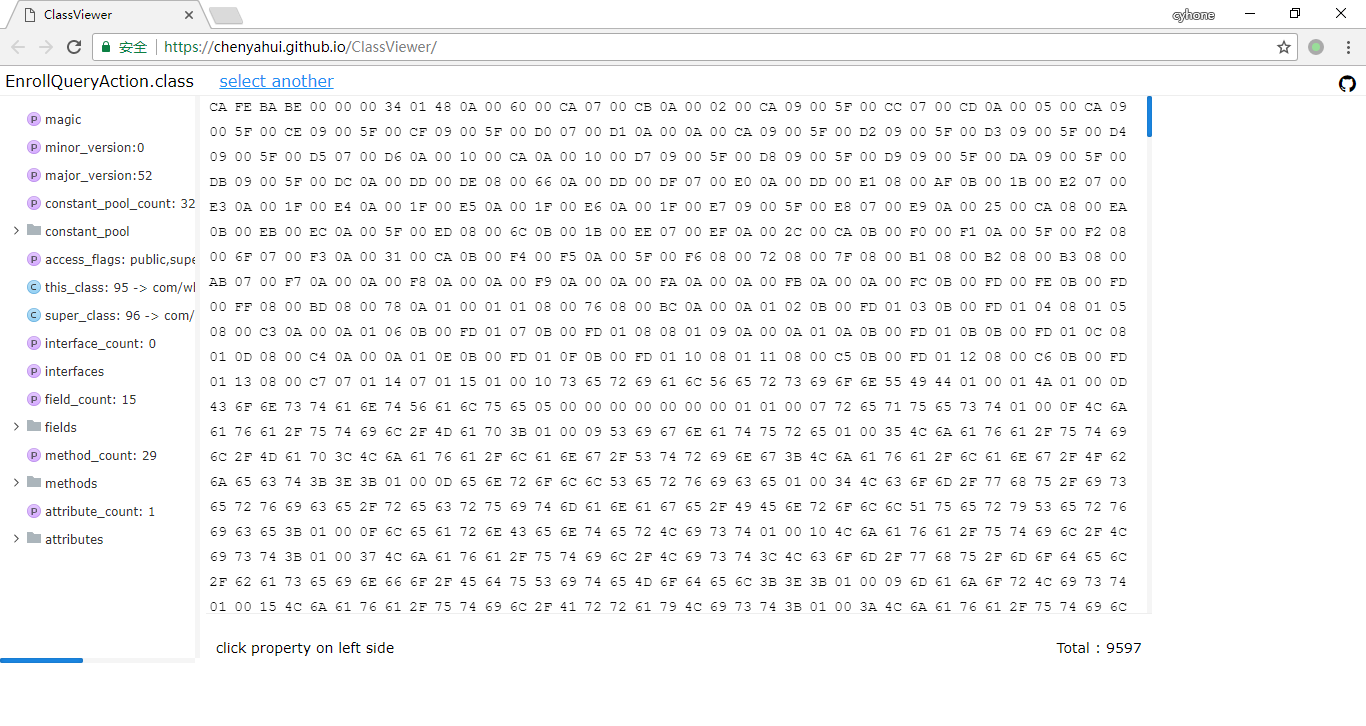 ClassViewer
cyhone
安全 https://chenyahui.github.io/ClassViewer/
EnrollQueryAction.class select another
magic
minor_version:0
major_version:52
constant_pool_count: 32
constant_pool
access_flags: public,supe
this_class: 95 -> com/wl
super_class: 96 -> com/
interface_count: 0
interfaces
field_count: 15
fields
method_count: 29
methods
attribute_count: 1
attributes
CA FE BA BE 00 00 00 34 01 48 0A 00 60 00 CA 07 00 CB 0A 00 02 00 CA 09 00 5F 00 CC 07 00 CD 0A 00 05 00 CA 09
00 5F 00 CE 09 00 5F 00 CF 09 00 5F 00 D0 07 00 D1 0A 00 0A 00 CA 09 00 5F 00 D2 09 00 5F 00 D3 09 00 5F 00 D4
09 00 5F 00 D5 07 00 D6 0A 00 10 00 CA 0A 00 10 00 D7 09 00 5F 00 D8 09 00 5F 00 D9 09 00 5F 00 DA 09 00 5F 00
DB 09 00 5F 00 DC 0A 00 DD 00 DE 08 00 66 0A 00 DD 00 DF 07 00 E0 0A 00 DD 00 E1 08 00 AF 0B 00 1B 00 E2 07 00
E3 0A 00 1F 00 E4 0A 00 1F 00 E5 0A 00 1F 00 E6 0A 00 1F 00 E7 09 00 5F 00 E8 07 00 E9 0A 00 25 00 CA 08 00 EA
0B 00 EB 00 EC 0A 00 5F 00 ED 08 00 6C 0B 00 1B 00 EE 07 00 EF 0A 00 2C 00 CA 0B 00 F0 00 F1 0A 00 5F 00 F2 08
00 6F 07 00 F3 0A 00 31 00 CA 0B 00 F4 00 F5 0A 00 5F 00 F6 08 00 72 08 00 7F 08 00 B1 08 00 B2 08 00 B3 08 00
AB 07 00 F7 0A 00 0A 00 F8 0A 00 0A 00 F9 0A 00 0A 00 FA 0A 00 0A 00 FB 0A 00 0A 00 FC 0B 00 FD 00 FE 0B 00 FD
00 FF 08 00 BD 08 00 78 0A 01 00 01 01 08 00 76 08 00 BC 0A 00 0A 01 02 0B 00 FD 01 03 0B 00 FD 01 04 08 01 05
08 00 C3 0A 00 0A 01 06 0B 00 FD 01 07 0B 00 FD 01 08 08 01 09 0A 00 0A 01 0A 0B 00 FD 01 0B 0B 00 FD 01 0C 08
01 0D 08 00 C4 0A 00 0A 01 0E 0B 00 FD 01 0F 0B 00 FD 01 10 08 01 11 08 00 C5 0B 00 FD 01 12 08 00 C6 0B 00 FD
01 13 08 00 C7 07 01 14 07 01 15 01 00 10 73 65 72 69 61 6C 56 65 72 73 69 6F 6E 55 49 44 01 00 01 4A 01 00 0D
43 6F 6E 73 74 61 6E 74 56 61 6C 75 65 05 00 00 00 00 00 00 00 01 01 00 07 72 65 71 75 65 73 74 01 00 0F 4C 6A
61 76 61 2F 75 74 69 6C 2F 4D 61 70 3B 01 00 09 53 69 67 6E 61 74 75 72 65 01 00 35 4C 6A 61 76 61 2F 75 74 69
6C 2F 4D 61 70 3C 4C 6A 61 76 61 2F 6C 61 6E 67 2F 53 74 72 69 6E 67 3B 4C 6A 61 76 61 2F 6C 61 6E 67 2F 4F 62
6A 65 63 74 3B 3E 3B 01 00 0D 65 6E 72 6F 6C 6C 53 65 72 76 69 63 65 01 00 34 4C 63 6F 6D 2F 77 68 75 2F 69 73
65 72 76 69 63 65 2F 72 65 63 72 75 69 74 6D 61 6E 61 67 65 2F 49 45 6E 72 6F 6C 6C 51 75 65 72 79 53 65 72 76
69 63 65 3B 01 00 0F 6C 65 61 72 6E 43 65 6E 74 65 72 4C 69 73 74 01 00 10 4C 6A 61 76 61 2F 75 74 69 6C 2F 4C
69 73 74 3B 01 00 37 4C 6A 61 76 61 2F 75 74 69 6C 2F 4C 69 73 74 3C 4C 63 6F 6D 2F 77 68 75 2F 6D 6F 64 65 6C
2F 62 61 73 65 69 6E 66 6F 2F 45 64 75 53 69 74 65 4D 6F 64 65 6C 3B 3E 3B 01 00 09 6D 61 6A 6F 72 4C 69 73 74
01 00 15 4C 6A 61 76 61 2F 75 74 69 6C 2F 41 72 72 61 79 4C 69 73 74 3B 01 00 3A 4C 6A 61 76 61 2F 75 74 69 6C
click property on left side Total : 9597